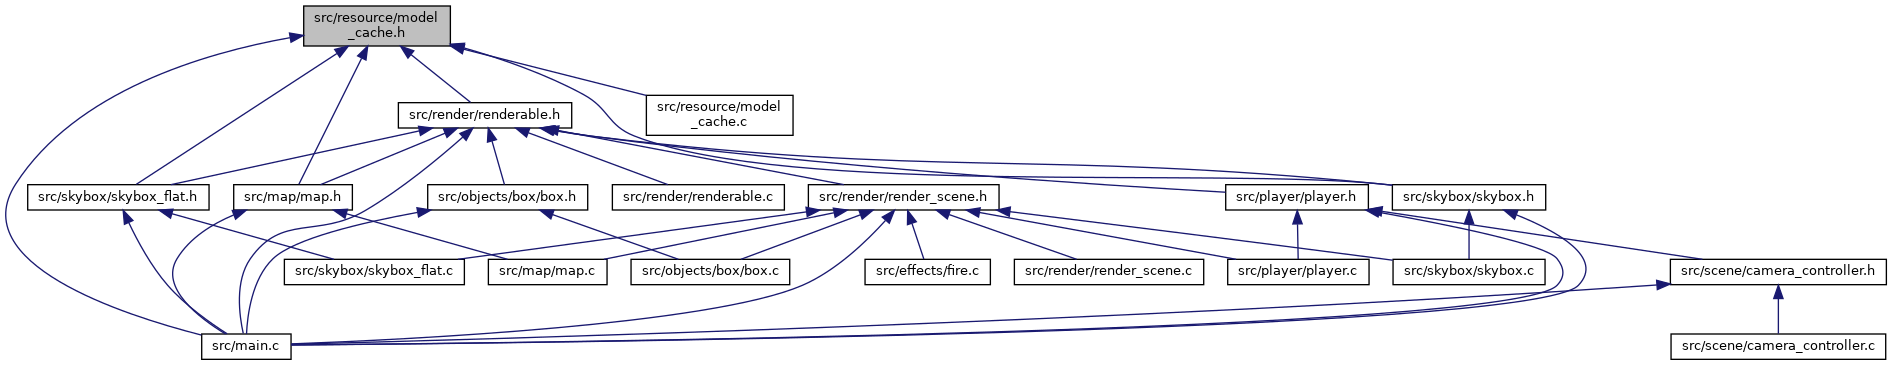 src/resource/model
_cache.h
src/render/renderable.h
src/resource/model
_cache.c
src/skybox/skybox_flat.h
src/map/map.h
src/objects/box/box.h
src/render/renderable.c
src/render/render_scene.h
src/player/player.h
src/skybox/skybox.h
src/skybox/skybox_flat.c
src/map/map.c
src/objects/box/box.c
src/effects/fire.c
src/render/render_scene.c
src/player/player.c
src/skybox/skybox.c
src/scene/camera_controller.h
src/main.c
src/scene/camera_controller.c